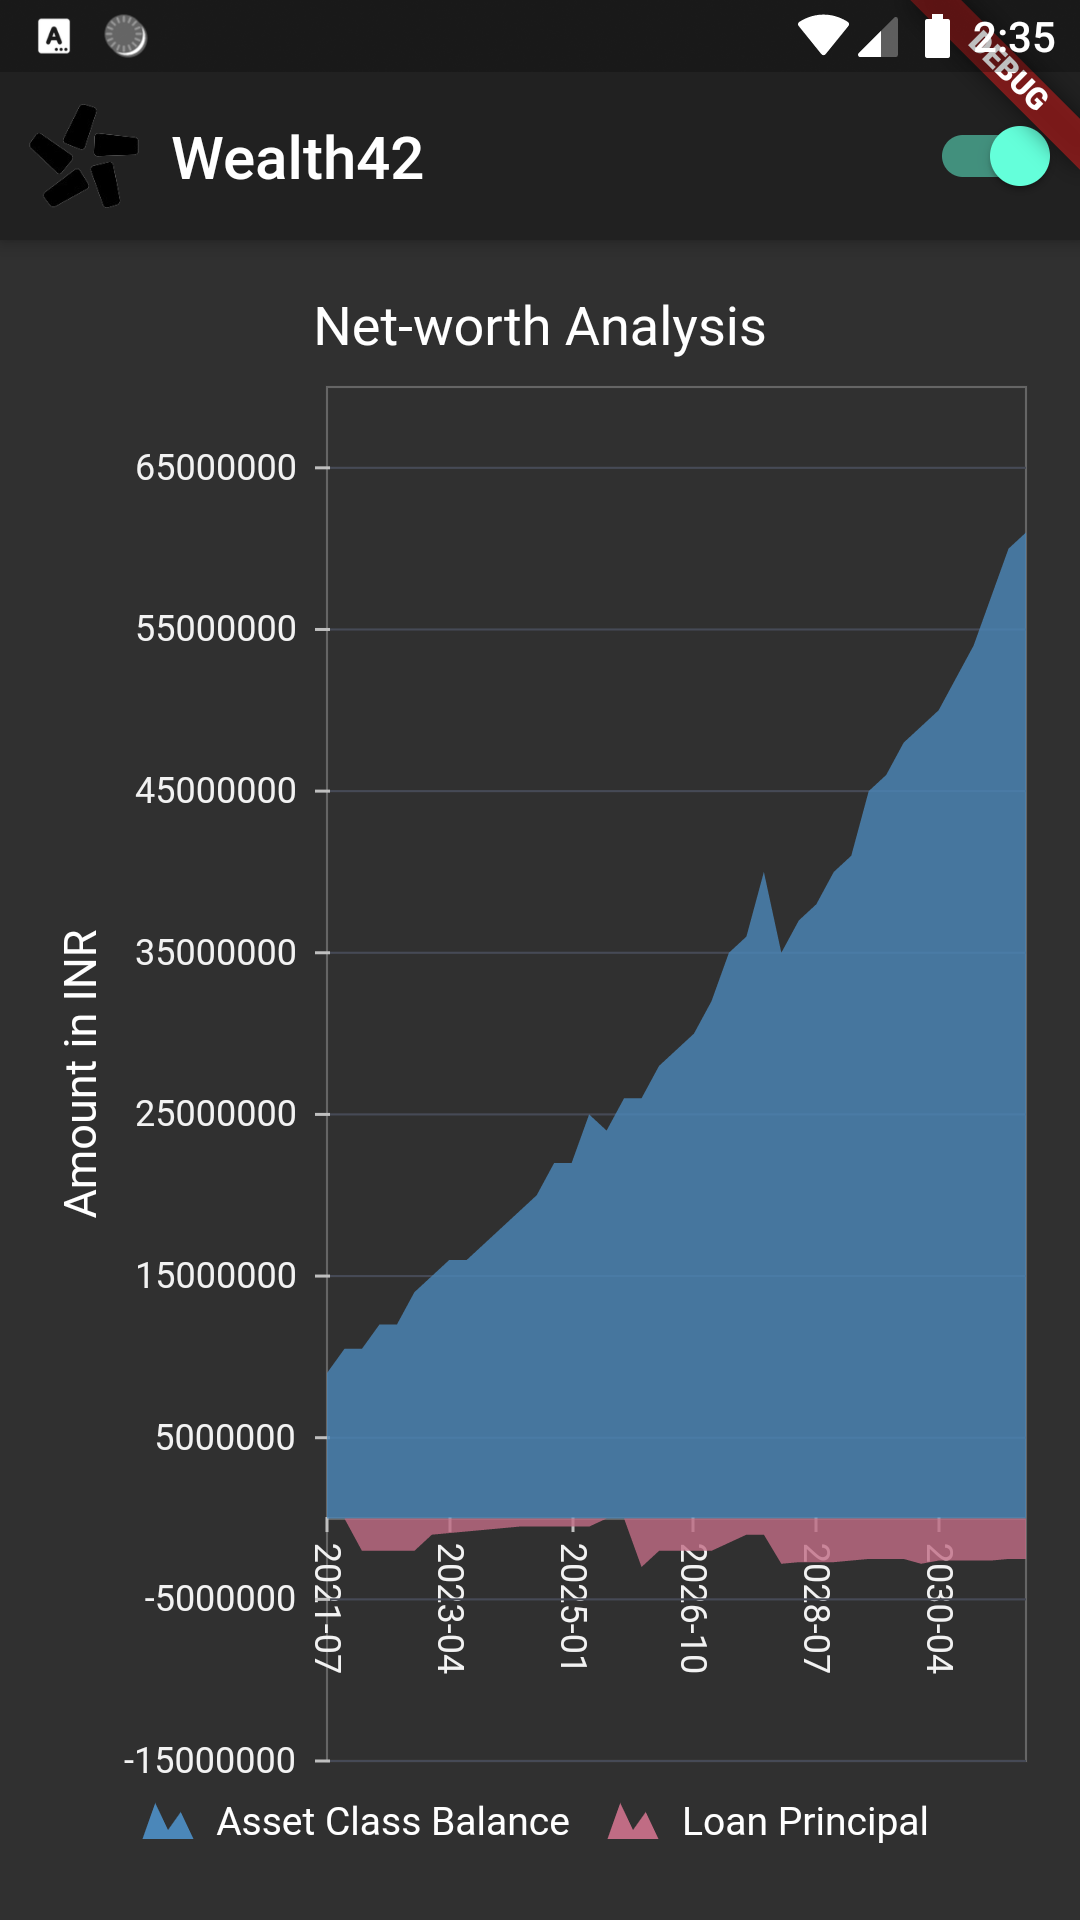 A
2:35
DEBUG
Wealth42
Net-worth Analysis
65000000
55000000
45000000
35000000
25000000
15000000
5000000
-5000000
-15000000
Amount in INR
2021-07
2023-04
2025-01
2026-10
2028-07
2030-04
Asset Class Balance
Loan Principal